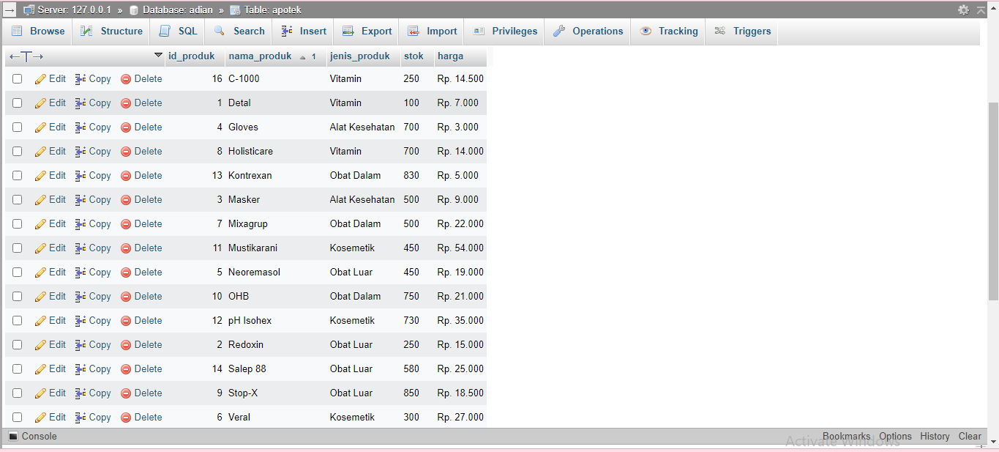 Server: 127.0.0.1 » Database: adian » Table: apotek
Browse Structure SQL Search Insert Export Import Privileges Operations Tracking Triggers
←T→ id_produk nama_produk 1 jenis_produk stok harga
Edit Copy Delete 16 C-1000 Vitamin 250 Rp. 14.500
Edit Copy Delete 1 Detal Vitamin 100 Rp. 7.000
Edit Copy Delete 4 Gloves Alat Kesehatan 700 Rp. 3.000
Edit Copy Delete 8 Holisticare Vitamin 700 Rp. 14.000
Edit Copy Delete 13 Kontrexan Obat Dalam 830 Rp. 5.000
Edit Copy Delete 3 Masker Alat Kesehatan 500 Rp. 9.000
Edit Copy Delete 7 Mixagrup Obat Dalam 500 Rp. 22.000
Edit Copy Delete 11 Mustikarani Kosemetik 450 Rp. 54.000
Edit Copy Delete 5 Neoremasol Obat Luar 450 Rp. 19.000
Edit Copy Delete 10 OHB Obat Dalam 750 Rp. 21.000
Edit Copy Delete 12 pH Isohex Kosemetik 730 Rp. 35.000
Edit Copy Delete 2 Redoxin Obat Luar 250 Rp. 15.000
Edit Copy Delete 14 Salep 88 Obat Luar 580 Rp. 25.000
Edit Copy Delete 9 Stop-X Obat Luar 850 Rp. 18.500
Edit Copy Delete 6 Veral Kosemetik 300 Rp. 27.000
Console Bookmarks Options History Clear
Activate Windows